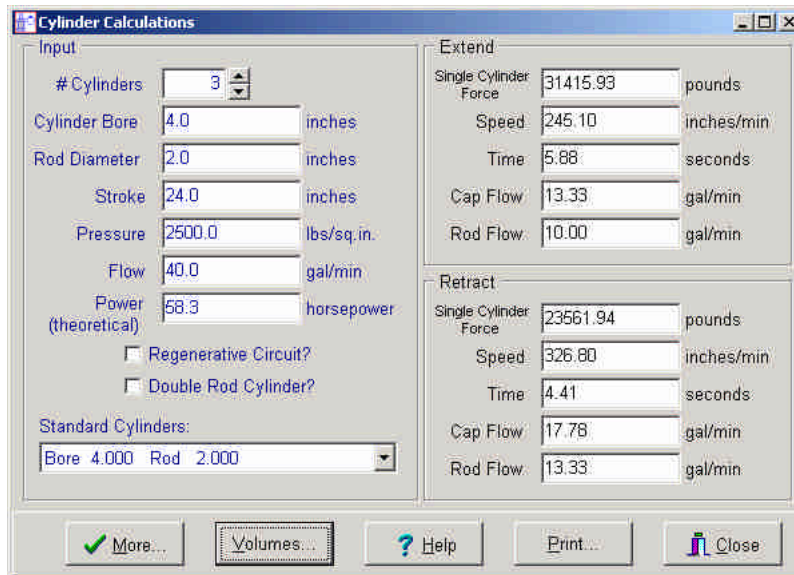 Cylinder Calculations
Input
# Cylinders 3
Cylinder Bore 4.0 inches
Rod Diameter 2.0 inches
Stroke 24.0 inches
Pressure 2500.0 lbs/sq.in.
Flow 40.0 gal/min
Power (theoretical) 58.3 horsepower
Regenerative Circuit?
Double Rod Cylinder?
Standard Cylinders:
Bore 4.000 Rod 2.000
Extend
Single Cylinder Force 31415.93 pounds
Speed 245.10 inches/min
Time 5.88 seconds
Cap Flow 13.33 gal/min
Rod Flow 10.00 gal/min
Retract
Single Cylinder Force 23561.94 pounds
Speed 326.80 inches/min
Time 4.41 seconds
Cap Flow 17.78 gal/min
Rod Flow 13.33 gal/min
More... Volumes... ? Help Print... Close